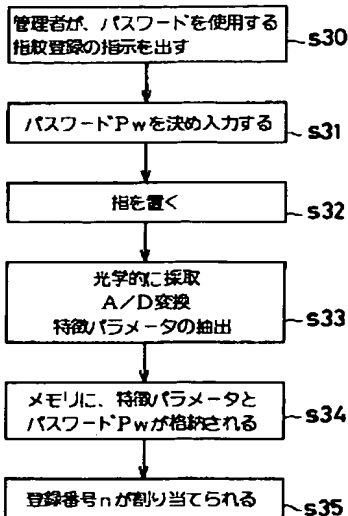 管理者が、パスワードを使用する
指紋登録の指示を出す
s30
パスワードPwを決め入力する
s31
指を置く
s32
光学的に採取
A/D変換
特徴パラメータの抽出
s33
メモリに、特徴パラメータと
パスワードPwが格納される
s34
登録番号nが割り当てられる
s35